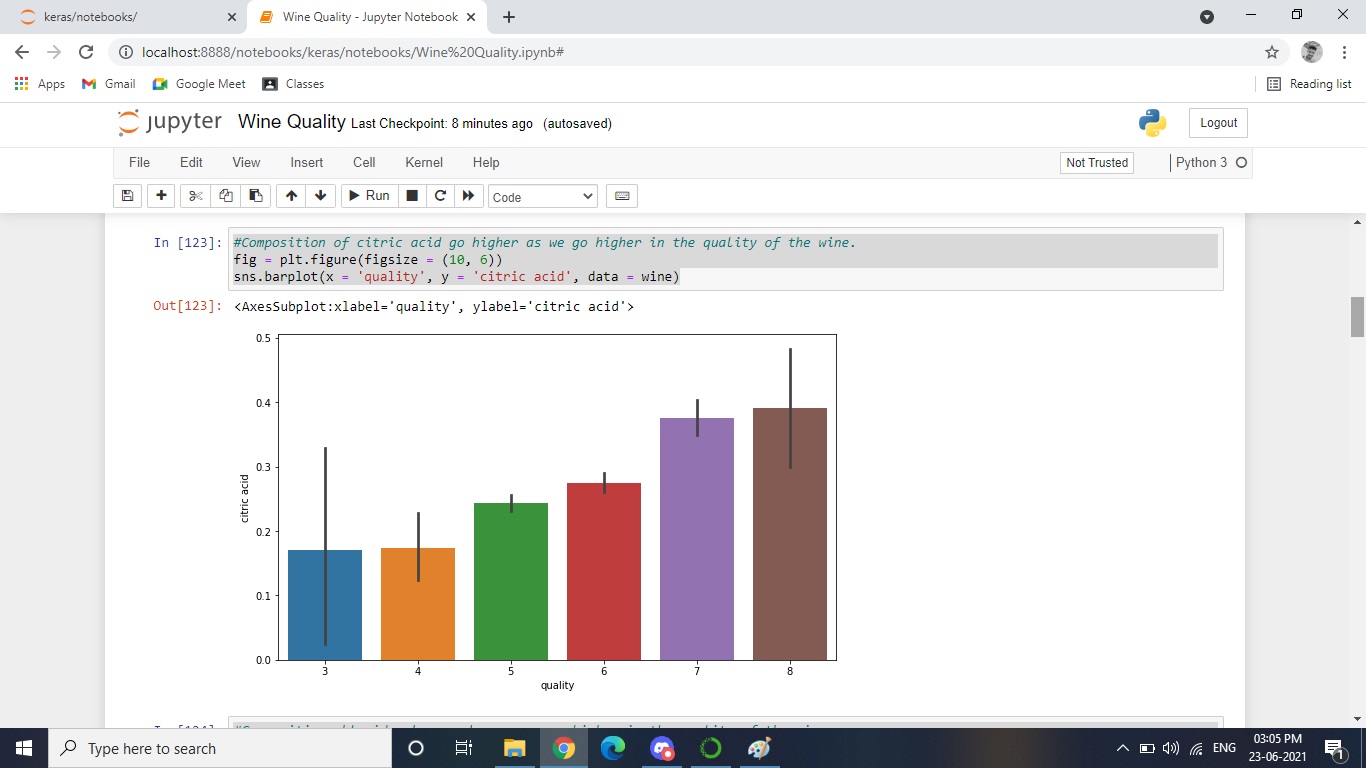 keras/notebooks/
Wine Quality - Jupyter Notebook
localhost:8888/notebooks/keras/notebooks/Wine%20Quality.ipynb#
Apps Gmail Google Meet Classes Reading list
jupyter Wine Quality Last Checkpoint: 8 minutes ago (autosaved) Logout
File Edit View Insert Cell Kernel Help Not Trusted Python 3
Run Code
In [123]: #Composition of citric acid go higher as we go higher in the quality of the wine.
fig = plt.figure(figsize = (10, 6))
sns.barplot(x = 'quality', y = 'citric acid', data = wine)
Out[123]: <AxesSubplot:xlabel='quality', ylabel='citric acid'>
0.5
0.4
0.3
0.2
0.1
0.0
citric acid
3 4 5 6 7 8
quality
Type here to search
ENG
03:05 PM
23-06-2021
1